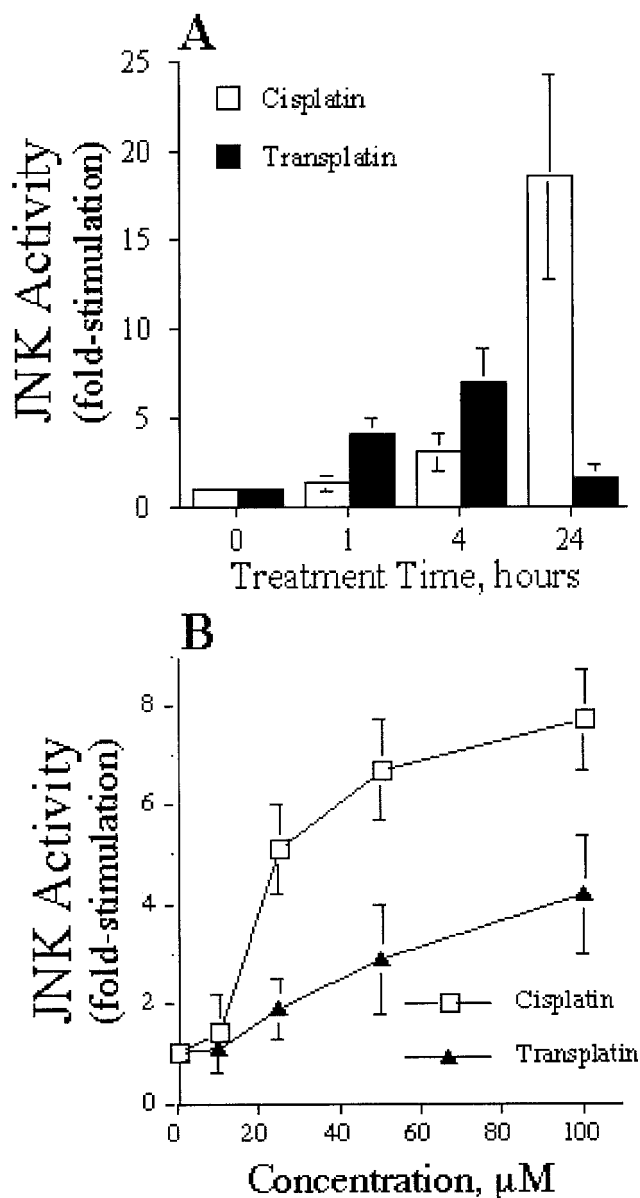 A
25
20
15
10
5
0
JNK Activity
(fold-stimulation)
Cisplatin
Transplatin
0 1 4 24
Treatment Time, hours
B
8
6
4
2
0
JNK Activity
(fold-stimulation)
Cisplatin
Transplatin
0 20 40 60 80 100
Concentration, µM